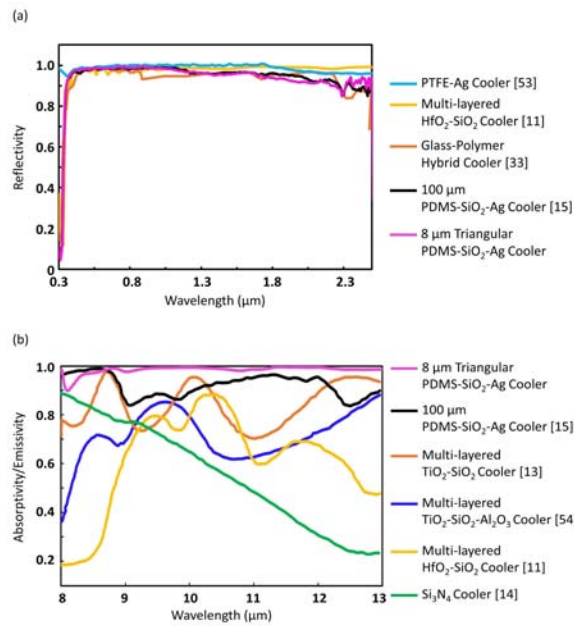 (a)
1.0
0.8
0.6
0.4
0.2
0
Reflectivity
0.3
0.8
1.3
1.8
2.3
Wavelength (μm)
PTFE-Ag Cooler [53]
Multi-layered
HfO₂-SiO₂ Cooler [11]
Glass-Polymer
Hybrid Cooler [33]
100 μm
PDMS-SiO₂-Ag Cooler [15]
8 μm Triangular
PDMS-SiO₂-Ag Cooler
(b)
1.0
0.8
0.6
0.4
0.2
Absorptivity/Emissivity
8
9
10
11
12
13
Wavelength (μm)
8 μm Triangular
PDMS-SiO₂-Ag Cooler
100 μm
PDMS-SiO₂-Ag Cooler [15]
Multi-layered
TiO₂-SiO₂ Cooler [13]
Multi-layered
TiO₂-SiO₂-Al₂O₃ Cooler [54
Multi-layered
HfO₂-SiO₂ Cooler [11]
Si₃N₄ Cooler [14]